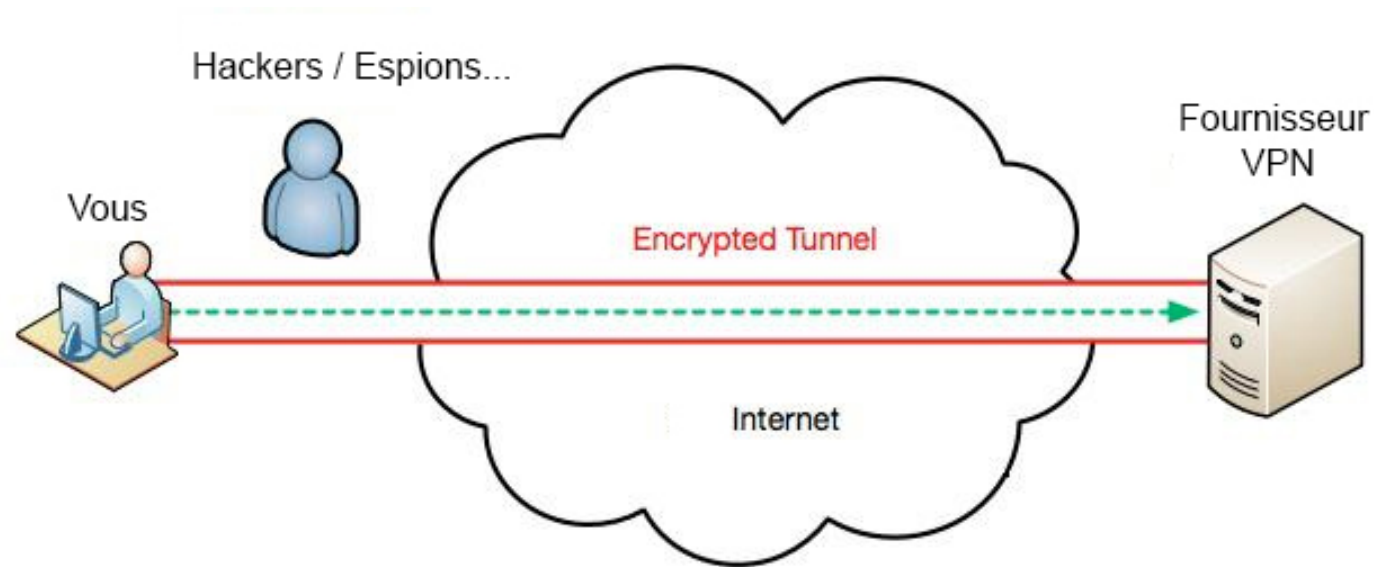 Hackers / Espions...
Fournisseur
VPN
Vous
Encrypted Tunnel
Internet